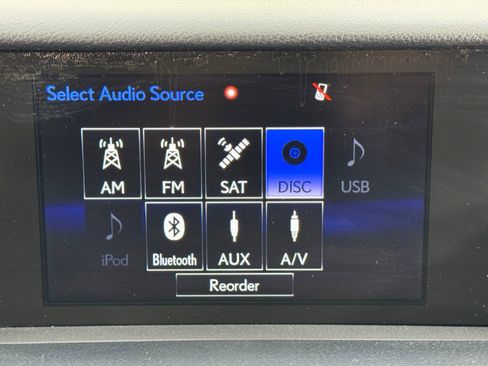 Select Audio Source
AM FM SAT DISC USB
iPod Bluetooth AUX A/V
Reorder